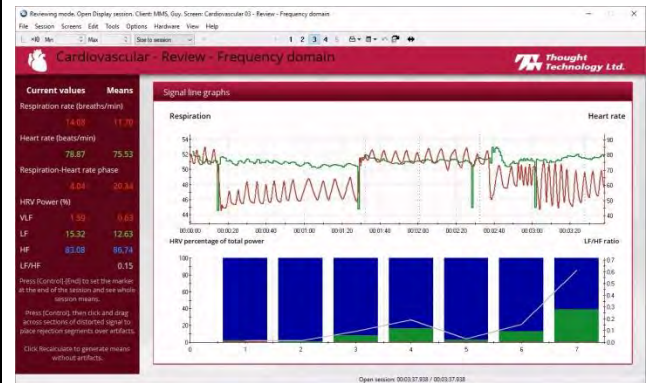 Reviewing mode. Open Display session. Client: MMS, Guy. Screen: Cardiovascular 03 - Review - Frequency domain
File Session Screens Edit Tools Options Hardware View Help
Min Max Size to session 1 2 3 4 5
Cardiovascular - Review - Frequency domain
Thought
Technology Ltd.
Current values Means
Respiration rate (breaths/min)
14.03 11.70
Heart rate (beats/min)
78.87 75.53
Respiration-Heart rate
phase
HRV Power (%)
VLF 1.59 0.63
LF 15.32 12.63
HF 83.08 86.74
LF/HF 0.15
Press [Control]-[End] to set the marker
at the end of the session and see whole
session means.
Press [Control], then click and drag
across sections of distorted signal to
place rejection segments over artifacts.
Click Recalculate to generate means
without artifacts.
Signal line graphs
Respiration Heart rate
54 52 50 48 46 44
90 80 70 60 50 40
00:00:00 00:00:20 00:00:40 00:01:00 00:01:20 00:01:40 00:02:00 00:02:20 00:02:40 00:03:00 00:03:20
HRV percentage of total power LF/HF ratio
100 80 60 40 20 0
0.7 0.6 0.5 0.4 0.3 0.2 0.1 0.0
0 1 2 3 4 5 6 7
Open session: 00:03:37.938 / 00:03:37.938